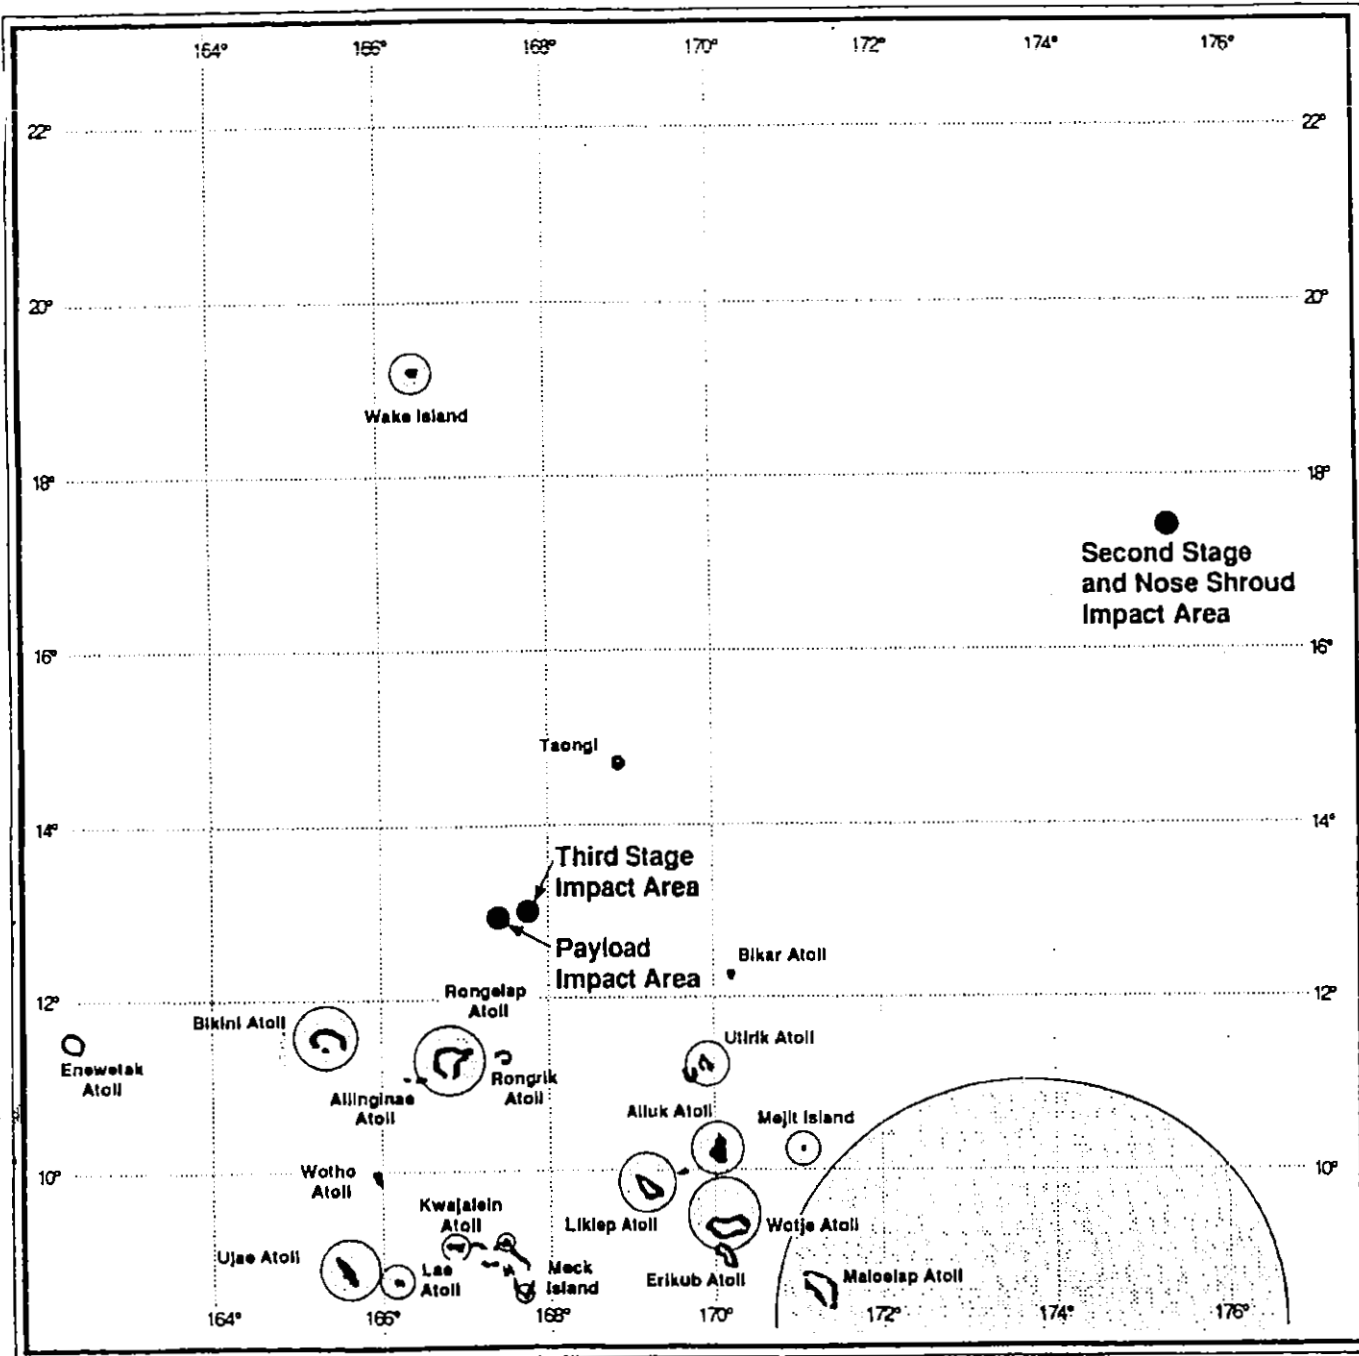 164° 166° 168° 170° 172° 174° 176°
22° 22°
20° 20°
Wake Island
18° 18°
Second Stage
and Nose Shroud
Impact Area
16° 16°
Taongi
14° 14°
Third Stage
Impact Area
Payload
Impact Area
Bikar Atoll
12° 12°
Rongelap
Atoll
Bikini Atoll
Enewetak
Atoll
Ailinginae
Atoll
Rongrik
Atoll
Utirik Atoll
Ailuk Atoll
Mejit Island
10° 10°
Wotho
Atoll
Kwajalein
Atoll
Likiep Atoll
Wotje Atoll
Ujae Atoll
Lae
Atoll
Meck
Island
Erikub Atoll
Maloelap Atoll
164° 166° 168° 170° 172° 174° 176°